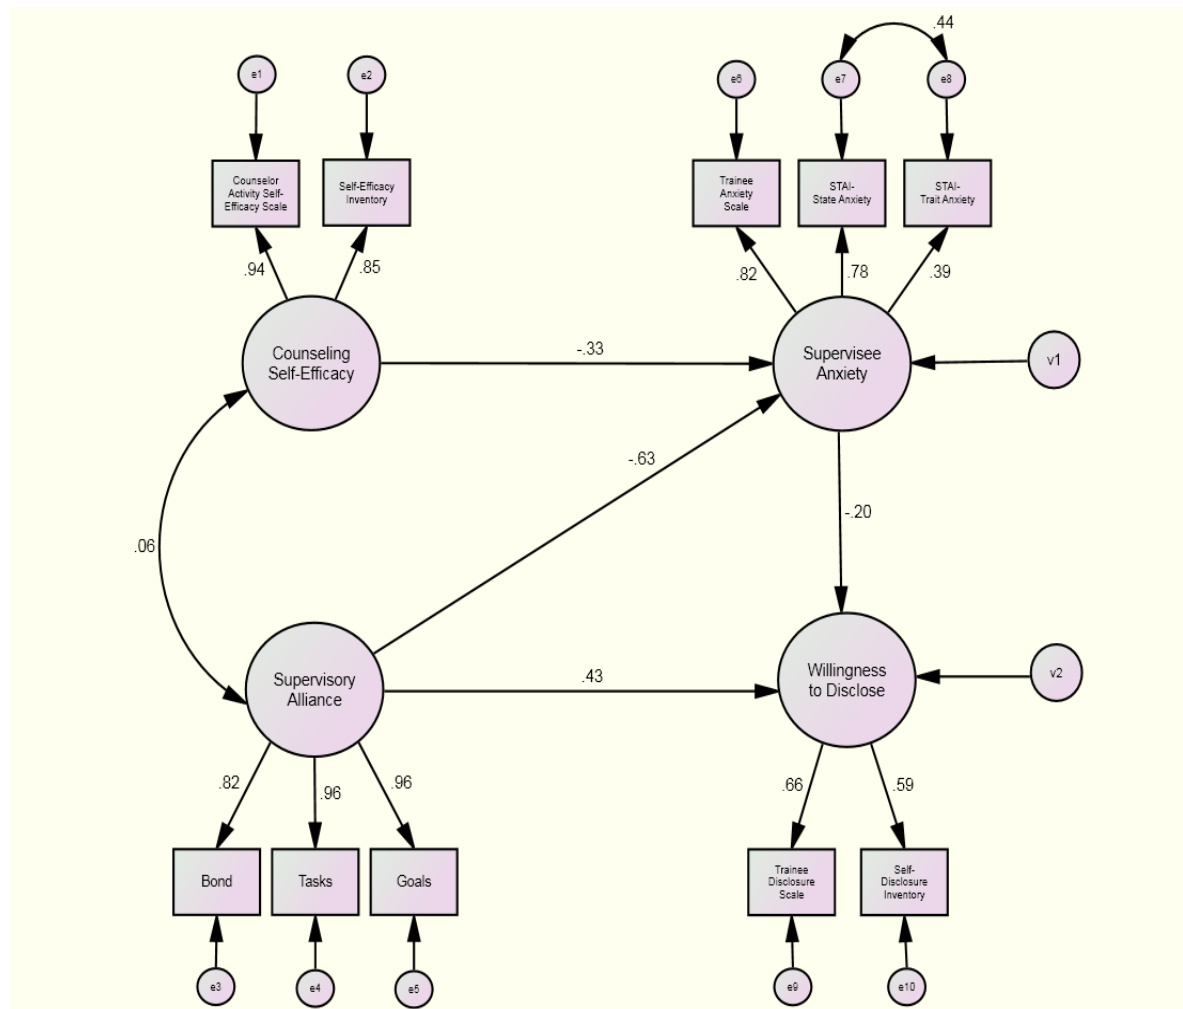 .44
e1
e2
e6
e7
e8
Counselor
Activity Self-
Efficacy Scale
Self-Efficacy
Inventory
Trainee
Anxiety
Scale
STAI-
State Anxiety
STAI-
Trait Anxiety
.94
.85
.82
.78
.39
Counseling
Self-Efficacy
-.33
Supervisee
Anxiety
v1
-.63
-.20
.06
Supervisory
Alliance
.43
Willingness
to Disclose
v2
.82
.96
.96
.66
.59
Bond
Tasks
Goals
Trainee
Disclosure
Scale
Self-
Disclosure
Inventory
e3
e4
e5
e9
e10